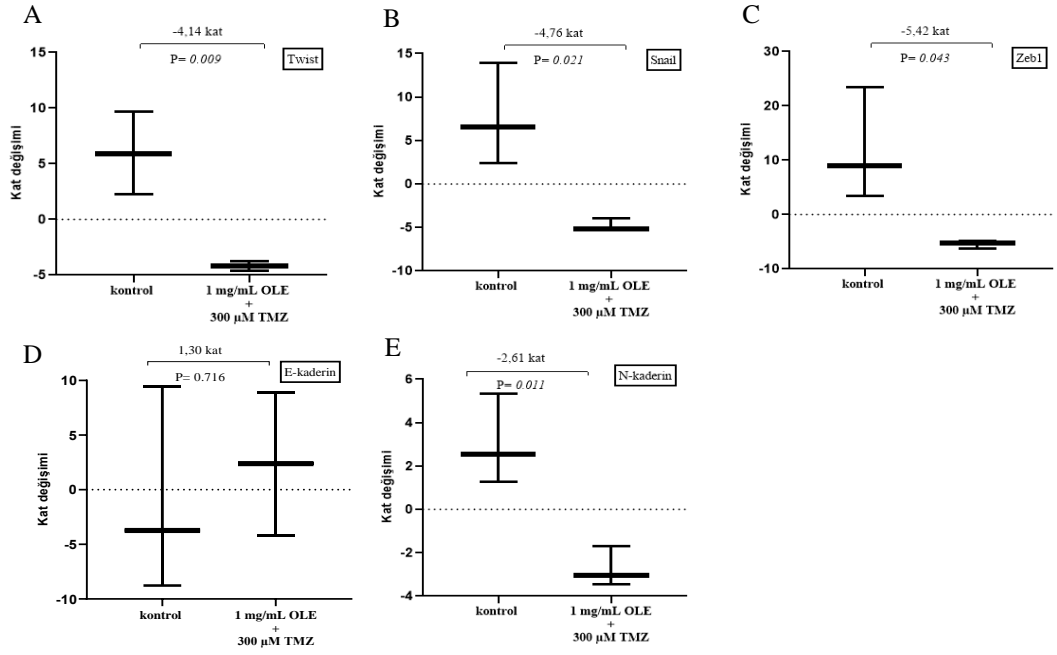 A
-4,14 kat
P= 0.009
Twist
Kat değişimi
15
10
5
0
-5
kontrol
1 mg/mL OLE
+
300 µM TMZ
B
-4,76 kat
P= 0.021
Snail
Kat değişimi
15
10
5
0
-5
-10
kontrol
1 mg/mL OLE
+
300 µM TMZ
C
-5,42 kat
P= 0.043
Zeb1
Kat değişimi
30
20
10
0
-10
kontrol
1 mg/mL OLE
+
300 µM TMZ
D
1,30 kat
P= 0.716
E-kaderin
Kat değişimi
10
5
0
-5
-10
kontrol
1 mg/mL OLE
+
300 µM TMZ
E
-2,61 kat
P= 0.011
N-kaderin
Kat değişimi
6
4
2
0
-2
-4
kontrol
1 mg/mL OLE
+
300 µM TMZ